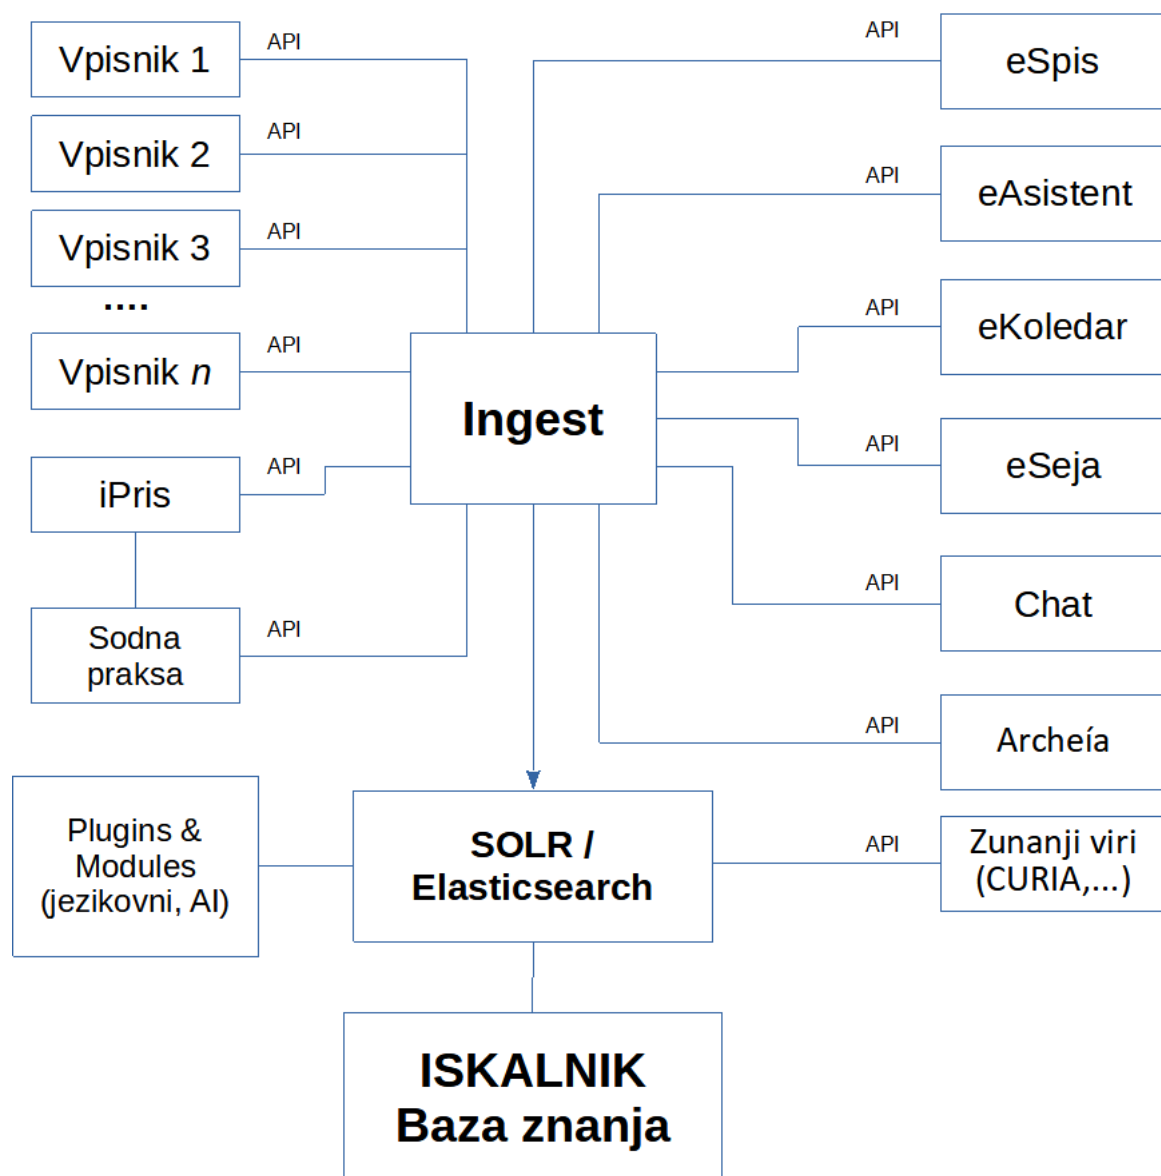 Vpisnik 1
API
Vpisnik 2
API
Vpisnik 3
API
....
Vpisnik n
API
iPris
API
Sodna
praksa
API
Ingest
API
eSpis
API
eAsistent
API
eKoledar
API
eSeja
API
Chat
API
Archeía
Plugins &
Modules
(jezikovni, AI)
SOLR /
Elasticsearch
API
Zunanji viri
(CURIA,...)
ISKALNIK
Baza znanja